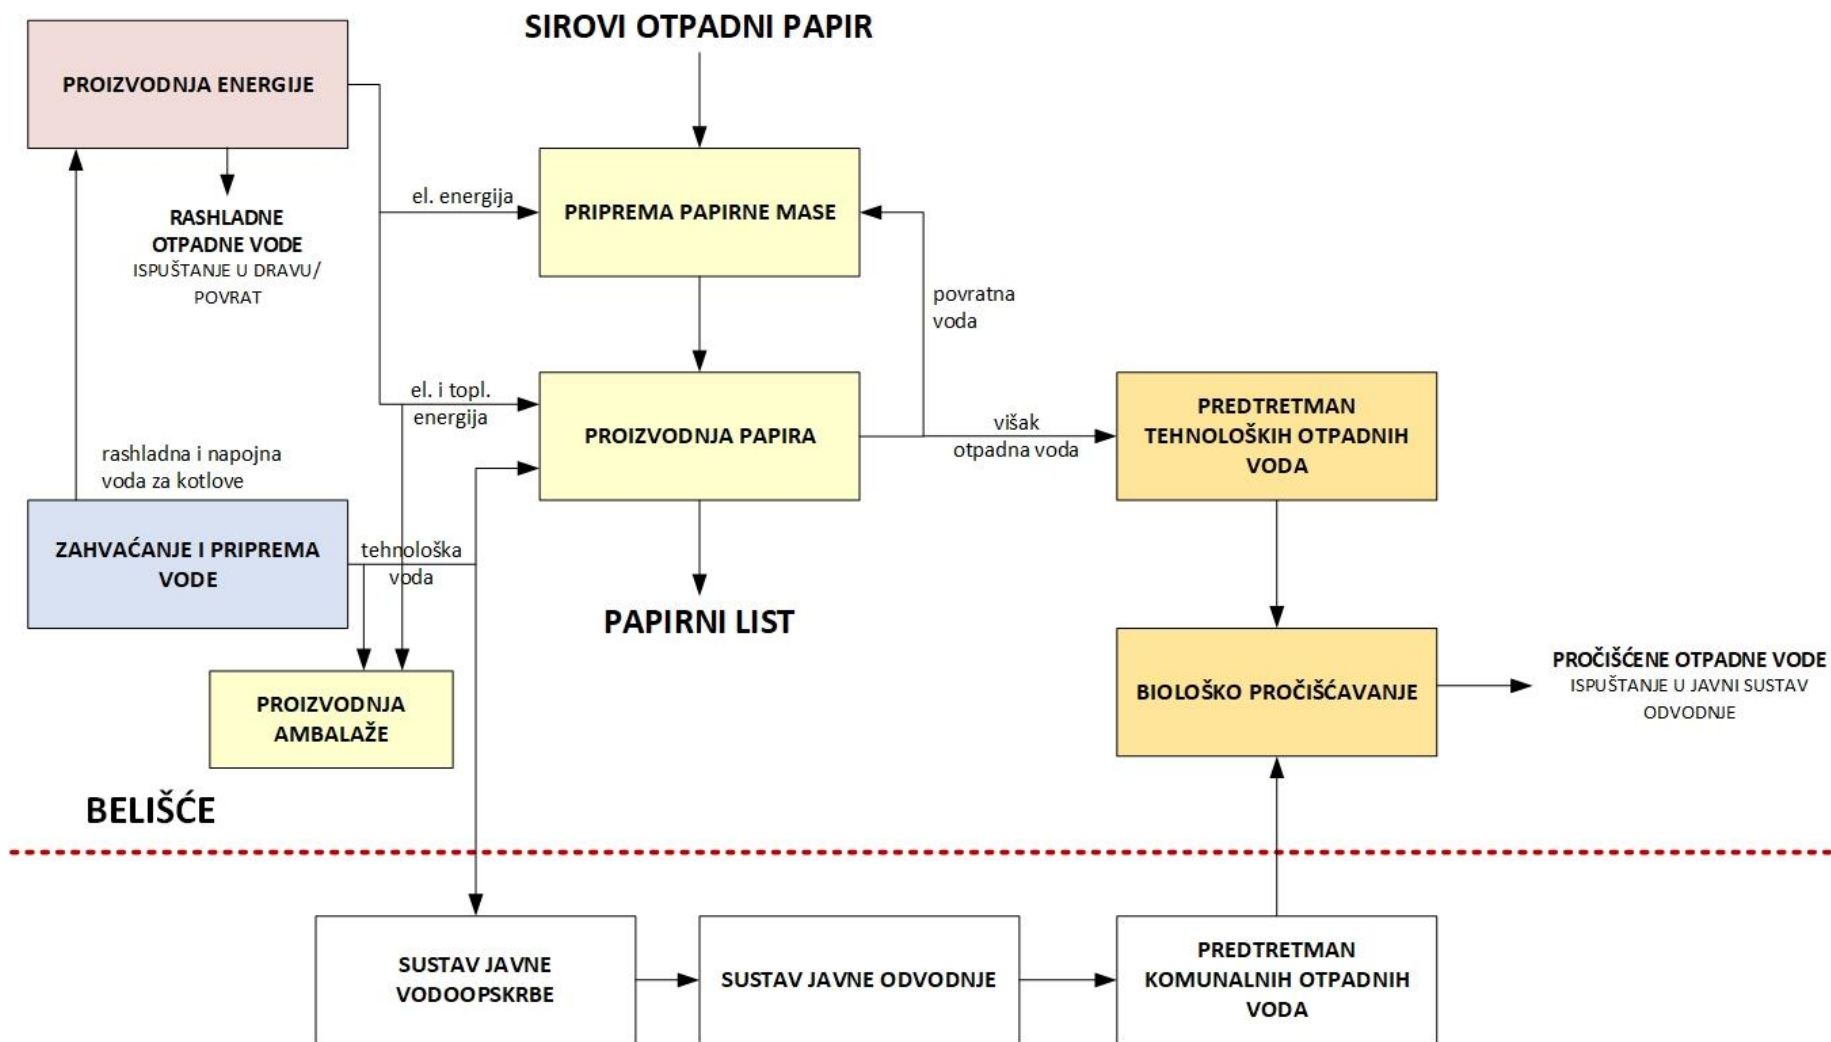 SIROVI OTPADNI PAPIR
PROIZVODNJA ENERGIJE
el. energija
PRIPREMA PAPIRNE MASE
RASHLADNE
OTPADNE VODE
ISPUŠTANJE U DRAVU/
POVRAT
povratna
voda
el. i topl.
energija
PROIZVODNJA PAPIRA
višak
otpadna voda
PREDTRETMAN
TEHNOLOŠKIH OTPADNIH
VODA
rashladna i napojna
voda za kotlove
ZAHVAĆANJE I PRIPREMA
VODE
tehnološka
voda
PAPIRNI LIST
BIOLOŠKO PROČIŠĆAVANJE
PROČIŠĆENE OTPADNE VODE
ISPUŠTANJE U JAVNI SUSTAV
ODVODNJE
PROIZVODNJA
AMBALAŽE
BELIŠĆE
SUSTAV JAVNE
VODOOPSKRBE
SUSTAV JAVNE ODVODNJE
PREDTRETMAN
KOMUNALNIH OTPADNIH
VODA